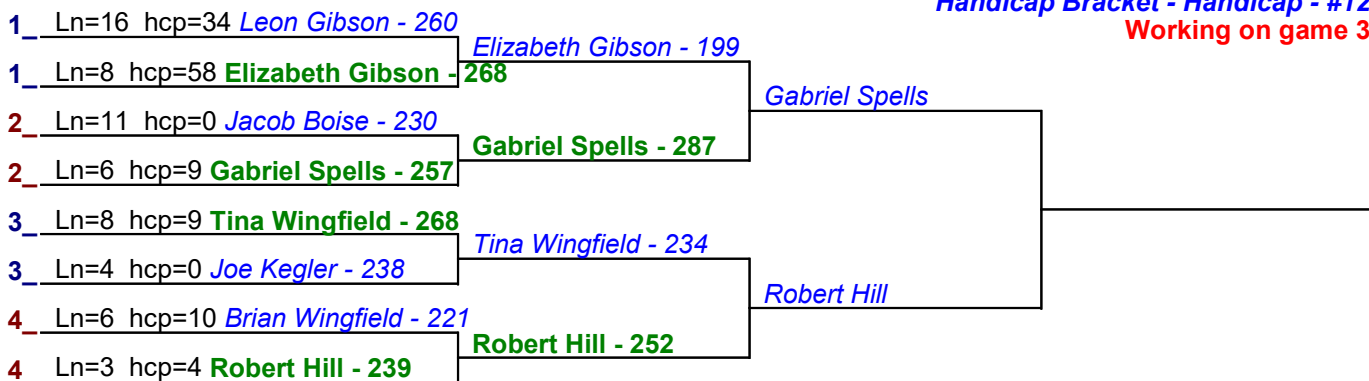 Handicap Bracket - Handicap - #12
Working on game 3
1_ Ln=16 hcp=34 Leon Gibson - 260
Elizabeth Gibson - 199
1_ Ln=8 hcp=58 Elizabeth Gibson - 268
Gabriel Spells
2_ Ln=11 hcp=0 Jacob Boise - 230
Gabriel Spells - 287
2_ Ln=6 hcp=9 Gabriel Spells - 257
3_ Ln=8 hcp=9 Tina Wingfield - 268
Tina Wingfield - 234
3_ Ln=4 hcp=0 Joe Kegler - 238
Robert Hill
4_ Ln=6 hcp=10 Brian Wingfield - 221
Robert Hill - 252
4 Ln=3 hcp=4 Robert Hill - 239